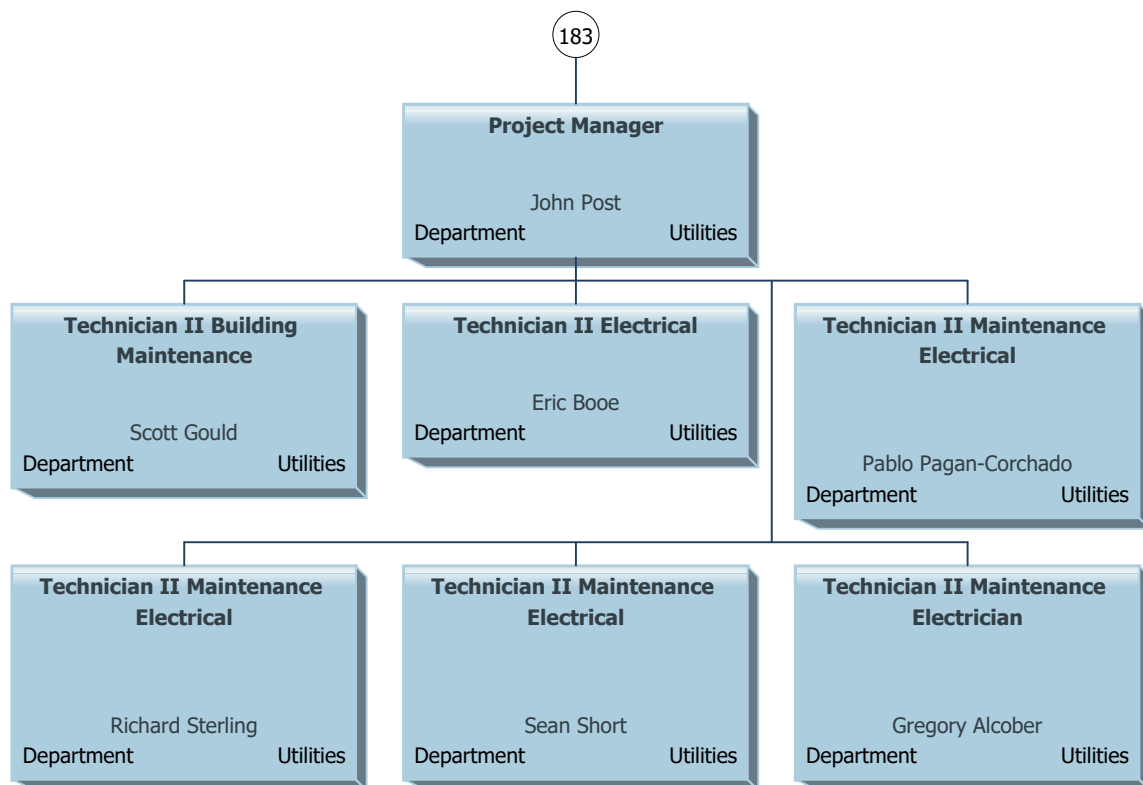 183
Project Manager
John Post
Department Utilities
Technician II Building
Maintenance
Scott Gould
Department Utilities
Technician II Electrical
Eric Booe
Department Utilities
Technician II Maintenance
Electrical
Pablo Pagan-Corchado
Department Utilities
Technician II Maintenance
Electrical
Richard Sterling
Department Utilities
Technician II Maintenance
Electrical
Sean Short
Department Utilities
Technician II Maintenance
Electrician
Gregory Alcober
Department Utilities